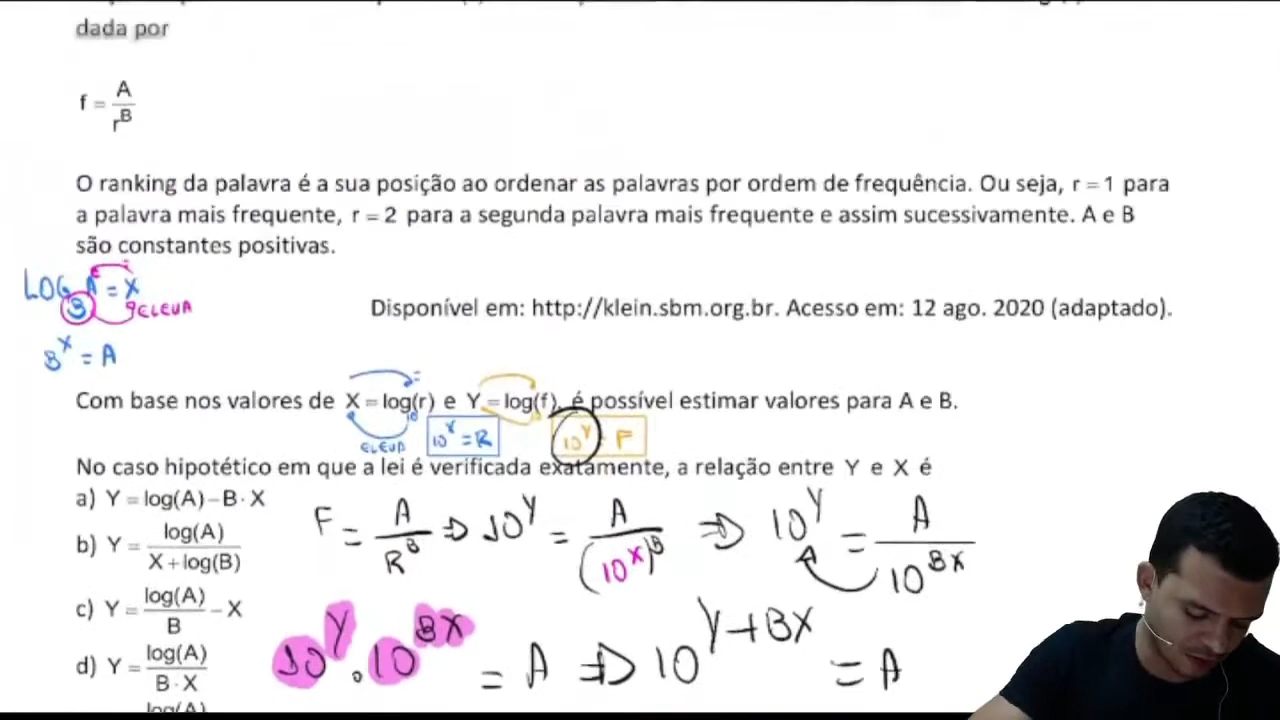 dada por
f = A / r^B
O ranking da palavra é a sua posição ao ordenar as palavras por ordem de frequência. Ou seja, r = 1 para
a palavra mais frequente, r = 2 para a segunda palavra mais frequente e assim sucessivamente. A e B
são constantes positivas.
LOG_B A = X
ELEVA
B^X = A
Disponível em: http://klein.sbm.org.br. Acesso em: 12 ago. 2020 (adaptado).
Com base nos valores de X = log(r) e Y = log(f), é possível estimar valores para A e B.
10 =
ELEVA 10^X = R 10^Y = F
No caso hipotético em que a lei é verificada exatamente, a relação entre Y e X é
a) Y = log(A) – B · X
b) Y = log(A) / X + log(B)
c) Y = log(A) / B – X
d) Y = log(A) / B · X
F = A / R^B ⇒ 10^Y = A / (10^X)^B ⇒ 10^Y = A / 10^BX
10^Y . 10^BX = A ⇒ 10^Y+BX = A